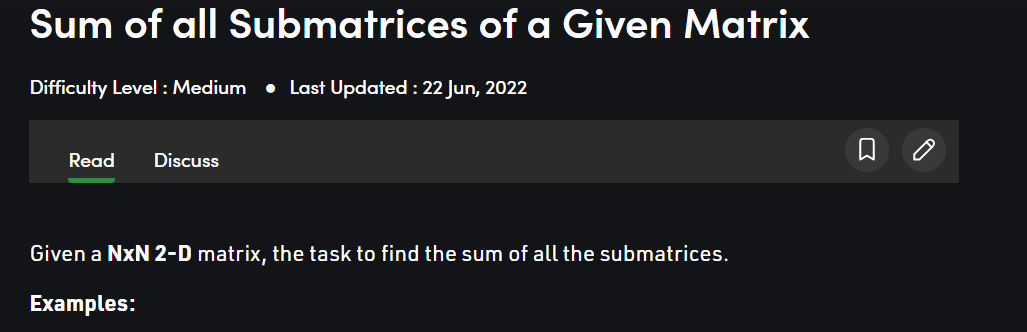 Sum of all Submatrices of a Given Matrix
Difficulty Level : Medium ● Last Updated : 22 Jun, 2022
Read Discuss
Given a NxN 2-D matrix, the task to find the sum of all the submatrices.
Examples: